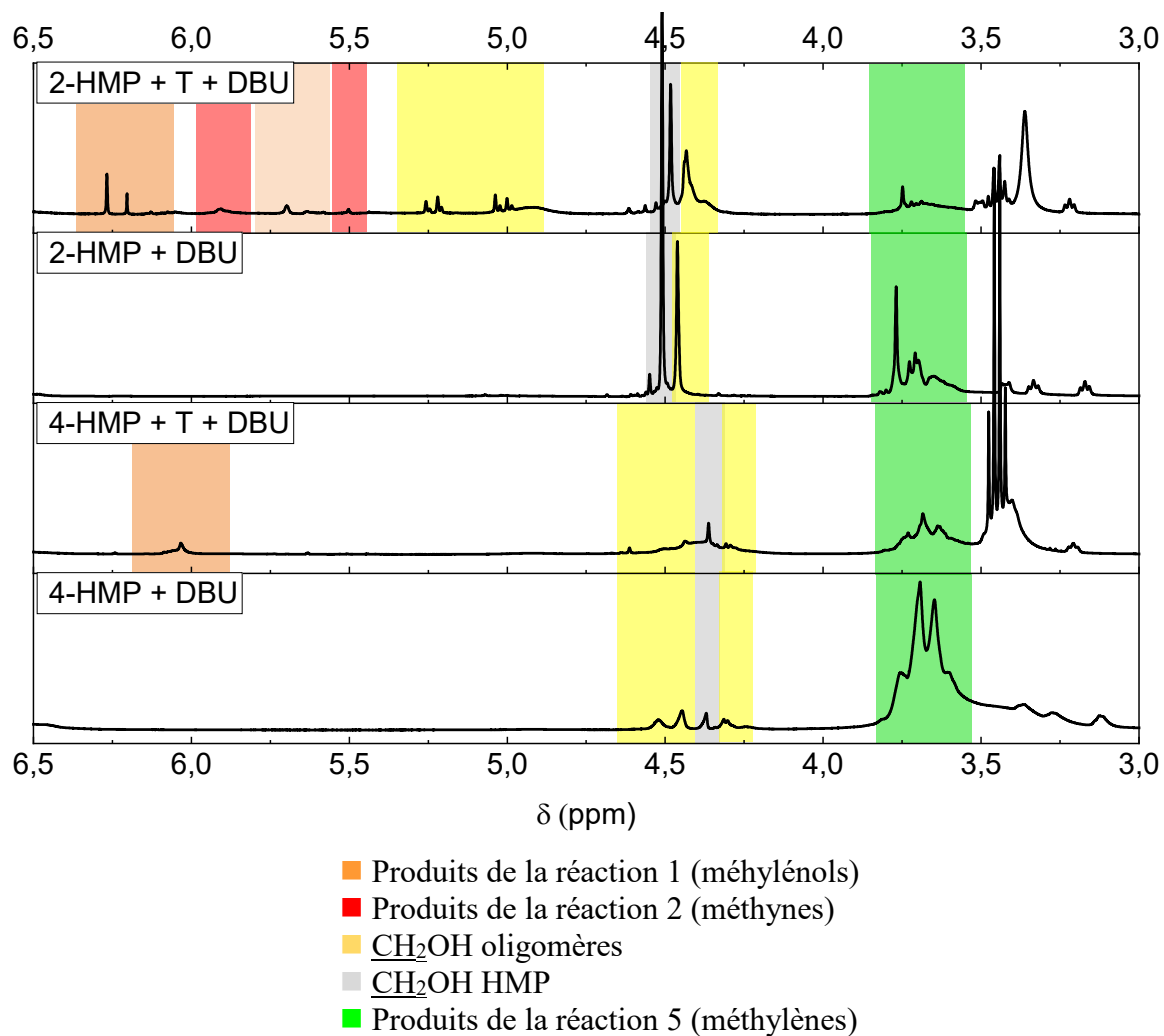 6,5 6,0 5,5 5,0 4,5 4,0 3,5 3,0
2-HMP + T + DBU
2-HMP + DBU
4-HMP + T + DBU
4-HMP + DBU
6,5 6,0 5,5 5,0 4,5 4,0 3,5 3,0
δ (ppm)
Produits de la réaction 1 (méhylénols)
Produits de la réaction 2 (méthynes)
CH2OH oligomères
CH2OH HMP
Produits de la réaction 5 (méthylènes)